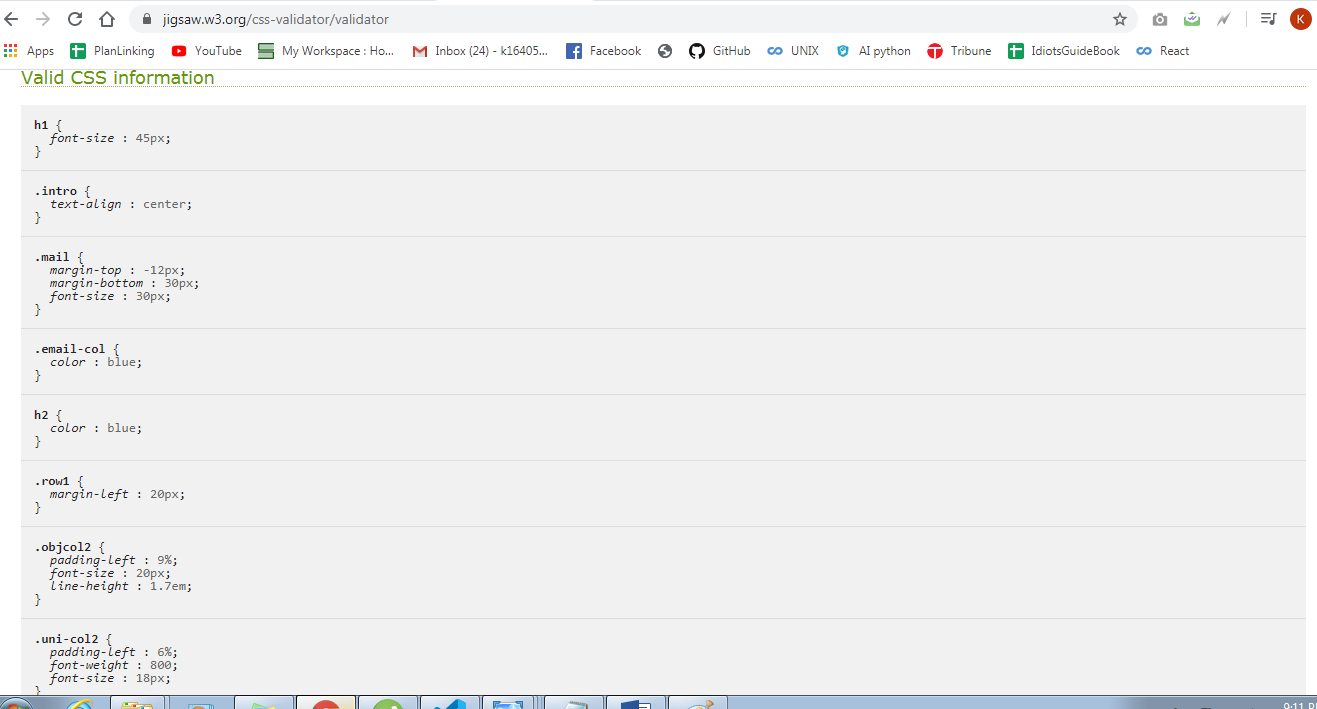 jigsaw.w3.org/css-validator/validator
K
Apps PlanLinking YouTube My Workspace : Ho... Inbox (24) - k16405... Facebook GitHub UNIX AI python Tribune IdiotsGuideBook React
Valid CSS information
h1 {
font-size : 45px;
}
.intro {
text-align : center;
}
.mail {
margin-top : -12px;
margin-bottom : 30px;
font-size : 30px;
}
.email-col {
color : blue;
}
h2 {
color : blue;
}
.row1 {
margin-left : 20px;
}
.objcol2 {
padding-left : 9%;
font-size : 20px;
line-height : 1.7em;
}
.uni-col2 {
padding-left : 6%;
font-weight : 800;
font-size : 18px;
}
9:11 P